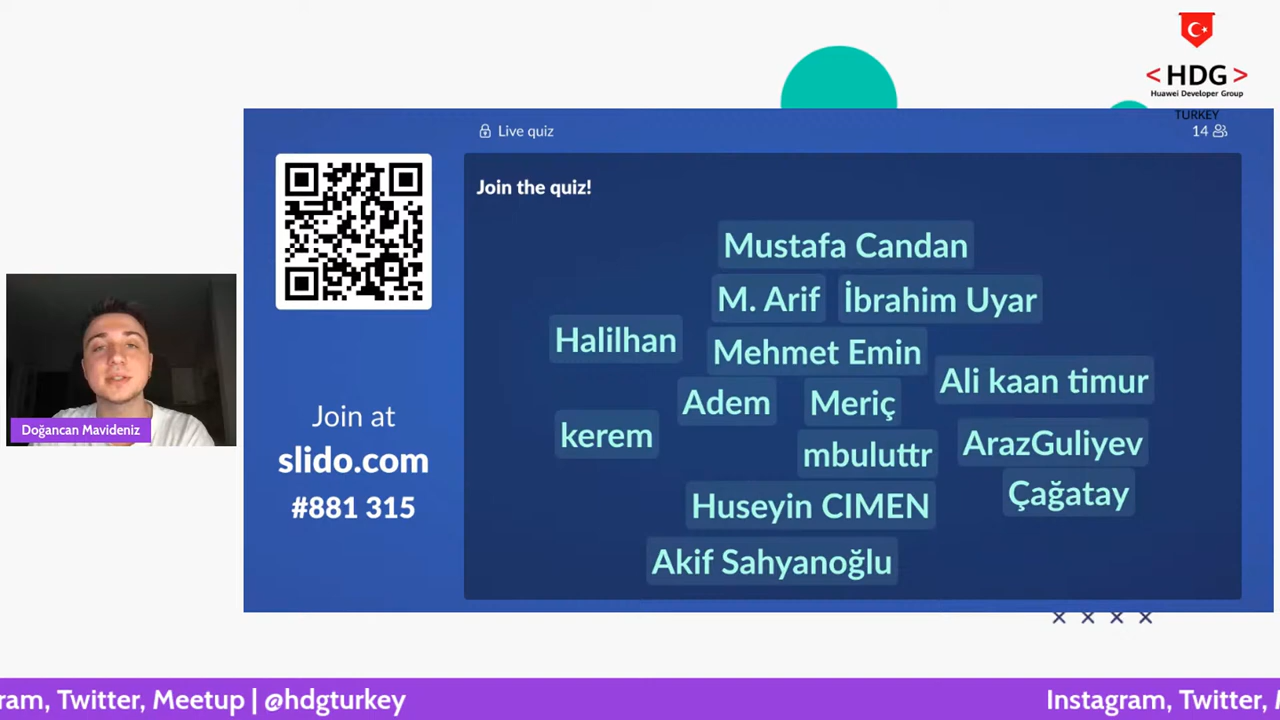 <HDG>
Huawei Developer Group
TURKEY
Live quiz
14
Join the quiz!
Mustafa Candan
M. Arif
İbrahim Uyar
Halilhan
Mehmet Emin
Ali kaan timur
Adem
Meriç
kerem
mbuluttr
ArazGuliyev
Çağatay
Huseyin CIMEN
Akif Sahyanoğlu
Join at
slido.com
#881 315
Doğancan Mavideniz
ram, Twitter, Meetup | @hdgturkey
Instagram, Twitter,